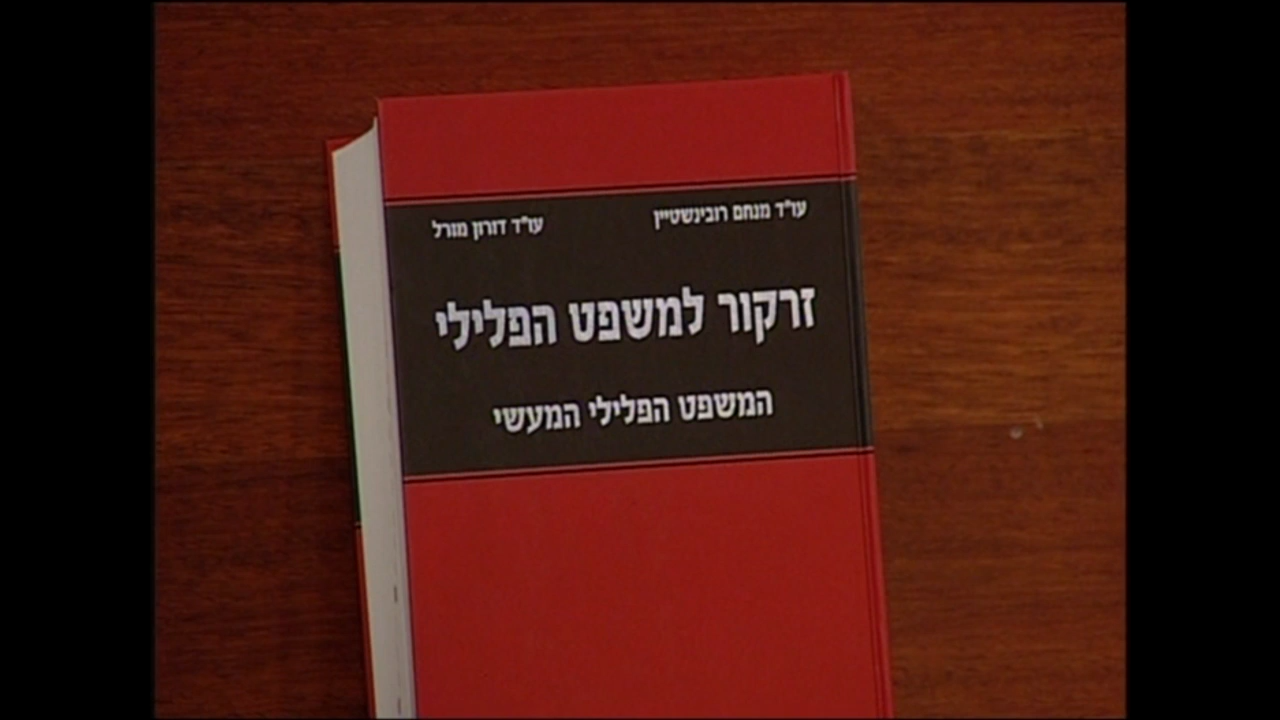 עו"ד מנחם רובינשטיין עו"ד דורון מורל
זרקור למשפט הפלילי
המשפט הפלילי המעשי